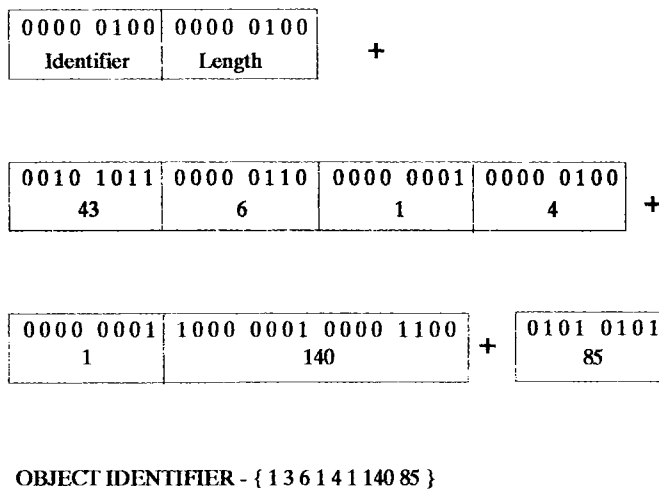 0000 0100 0000 0100
Identifier Length +
0010 1011 0000 0110 0000 0001 0000 0100
43 6 1 4 +
0000 0001 1000 0001 0000 1100 + 0101 0101
1 140 85
OBJECT IDENTIFIER - { 1 3 6 1 4 1 140 85 }